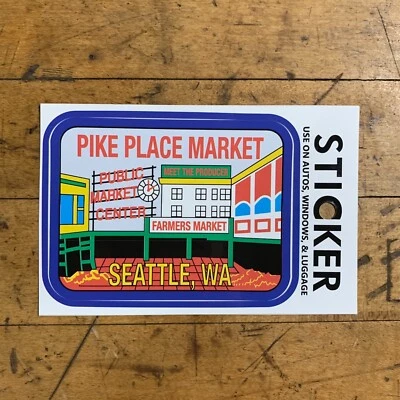 PIKE PLACE MARKET
MEET THE PRODUCER
PUBLIC
MARKET
CENTER
FARMERS MARKET
SEATTLE, WA
STICKER
USE ON AUTOS, WINDOWS, & LUGGAGE